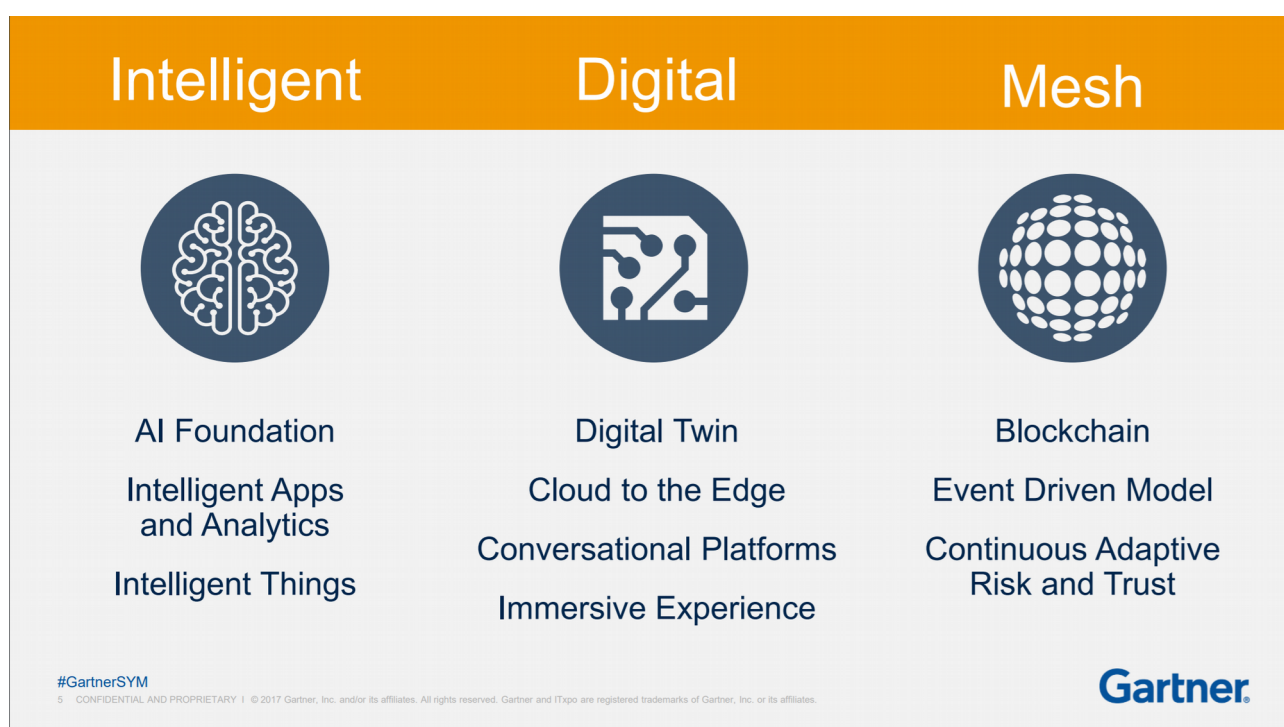 Intelligent
Digital
Mesh
AI Foundation
Intelligent Apps
and Analytics
Intelligent Things
Digital Twin
Cloud to the Edge
Conversational Platforms
Immersive Experience
Blockchain
Event Driven Model
Continuous Adaptive
Risk and Trust
#GartnerSYM
5 CONFIDENTIAL AND PROPRIETARY I © 2017 Gartner, Inc. and/or its affiliates. All rights reserved. Gartner and ITxpo are registered trademarks of Gartner, Inc. or its affiliates.
Gartner®